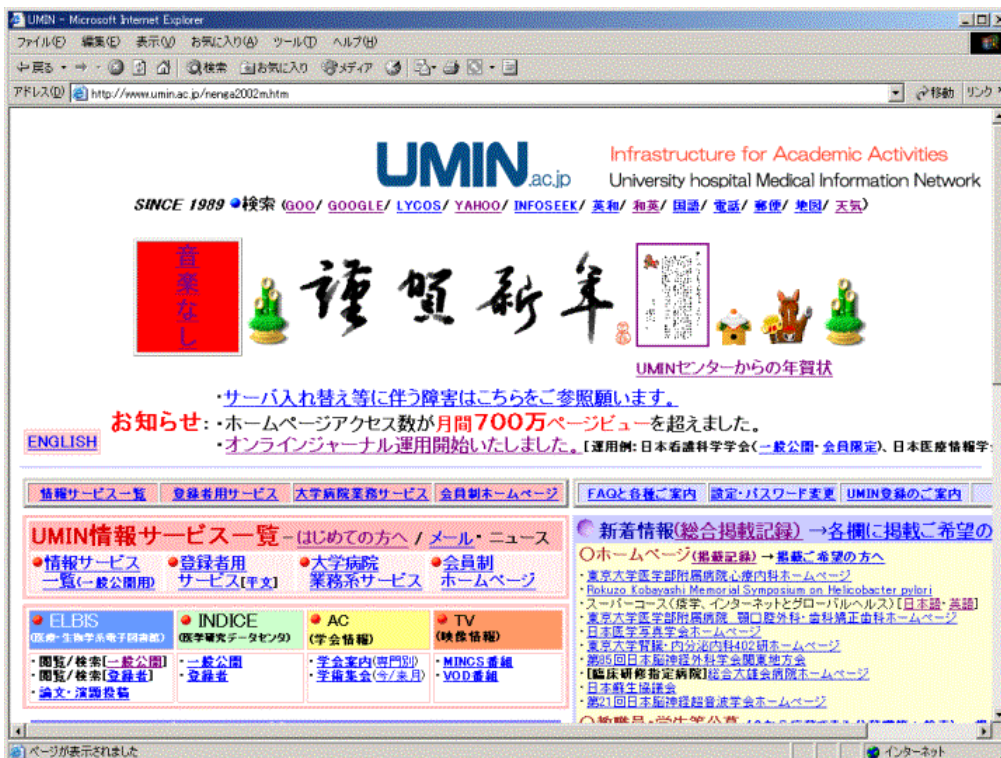 UMIN - Microsoft Internet Explorer
ファイル(F) 編集(E) 表示(V) お気に入り(A) ツール(T) ヘルプ(H)
戻る 検索 お気に入り メディア
アドレス(D) http://www.umin.ac.jp/nenga2002m.htm 移動 リンク
UMIN.ac.jp
Infrastructure for Academic Activities
University hospital Medical Information Network
SINCE 1989 検索 (GOO/ GOOGLE/ LYCOS/ YAHOO/ INFOSEEK/ 英和/ 和英/ 国語/ 電話/ 郵便/ 地図/ 天気)
音楽なし
謹賀新年
UMINセンターからの年賀状
・サーバ入れ替え等に伴う障害はこちらをご参照願います。
お知らせ:・ホームページアクセス数が月間700万ページビューを超えました。
ENGLISH
・オンラインジャーナル運用開始いたしました。[運用例:日本看護科学学会(一般公開・会員限定)、日本医療情報学
情報サービス一覧 登録者用サービス 大学病院業務サービス 会員制ホームページ
FAQと各種ご案内 設定・パスワード変更 UMIN登録のご案内
UMIN情報サービス一覧-はじめての方へ / メール・ニュース
●情報サービス一覧(一般公開用)
●登録者用サービス[平文]
●大学病院業務系サービス
●会員制ホームページ
● ELBIS
(医療・生物学系電子図書館)
・閲覧/検索[一般公開]
・閲覧/検索[登録者]
・論文・演題投稿
● INDICE
(医学研究データセンタ)
・一般公開
・登録者
● AC
(学会情報)
・学会案内(専門別)
・学術集会(今/来月)
● TV
(映像情報)
・MINCS番組
・VOD番組
新着情報(総合掲載記録) →各欄に掲載ご希望の
○ホームページ(掲載記録) →掲載ご希望の方へ
・東京大学医学部附属病院心療内科ホームページ
・Rokuzo Kobayashi Memorial Symposium on Helicobacter pylori
・スーパーコース(疫学、インターネットとグローバルヘルス)[日本語・英語]
・東京大学医学部附属病院 顎口腔外科・歯科矯正歯科ホームページ
・日本医学写真学会ホームページ
・東京大学腎臓・内分泌内科402研ホームページ
・第85回日本脳神経外科学会関東地方会
・[臨床研修指定病院]総合大雄会病院ホームページ
・日本蘇生協議会
・第21回日本脳神経超音波学会ホームページ
ページが表示されました
インターネット